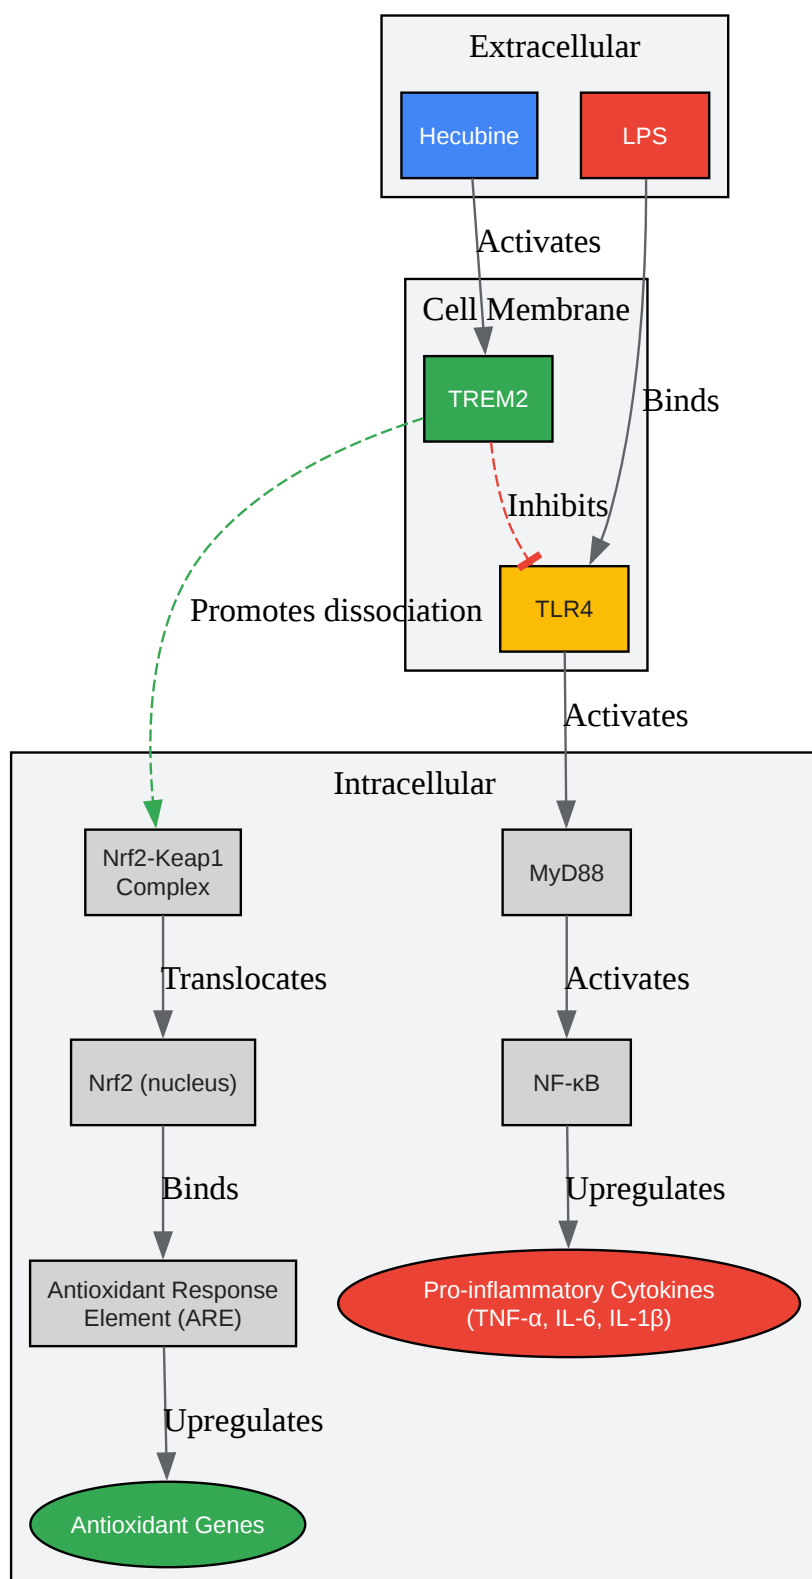 Extracellular
Hecubine
LPS
Activates
Cell Membrane
TREM2
Binds
Inhibits
Promotes dissociation
TLR4
Activates
Intracellular
Nrf2-Keap1
Complex
MyD88
Translocates
Activates
Nrf2 (nucleus)
NF-κB
Binds
Upregulates
Antioxidant Response
Element (ARE)
Pro-inflammatory Cytokines
(TNF-α, IL-6, IL-1β)
Upregulates
Antioxidant Genes